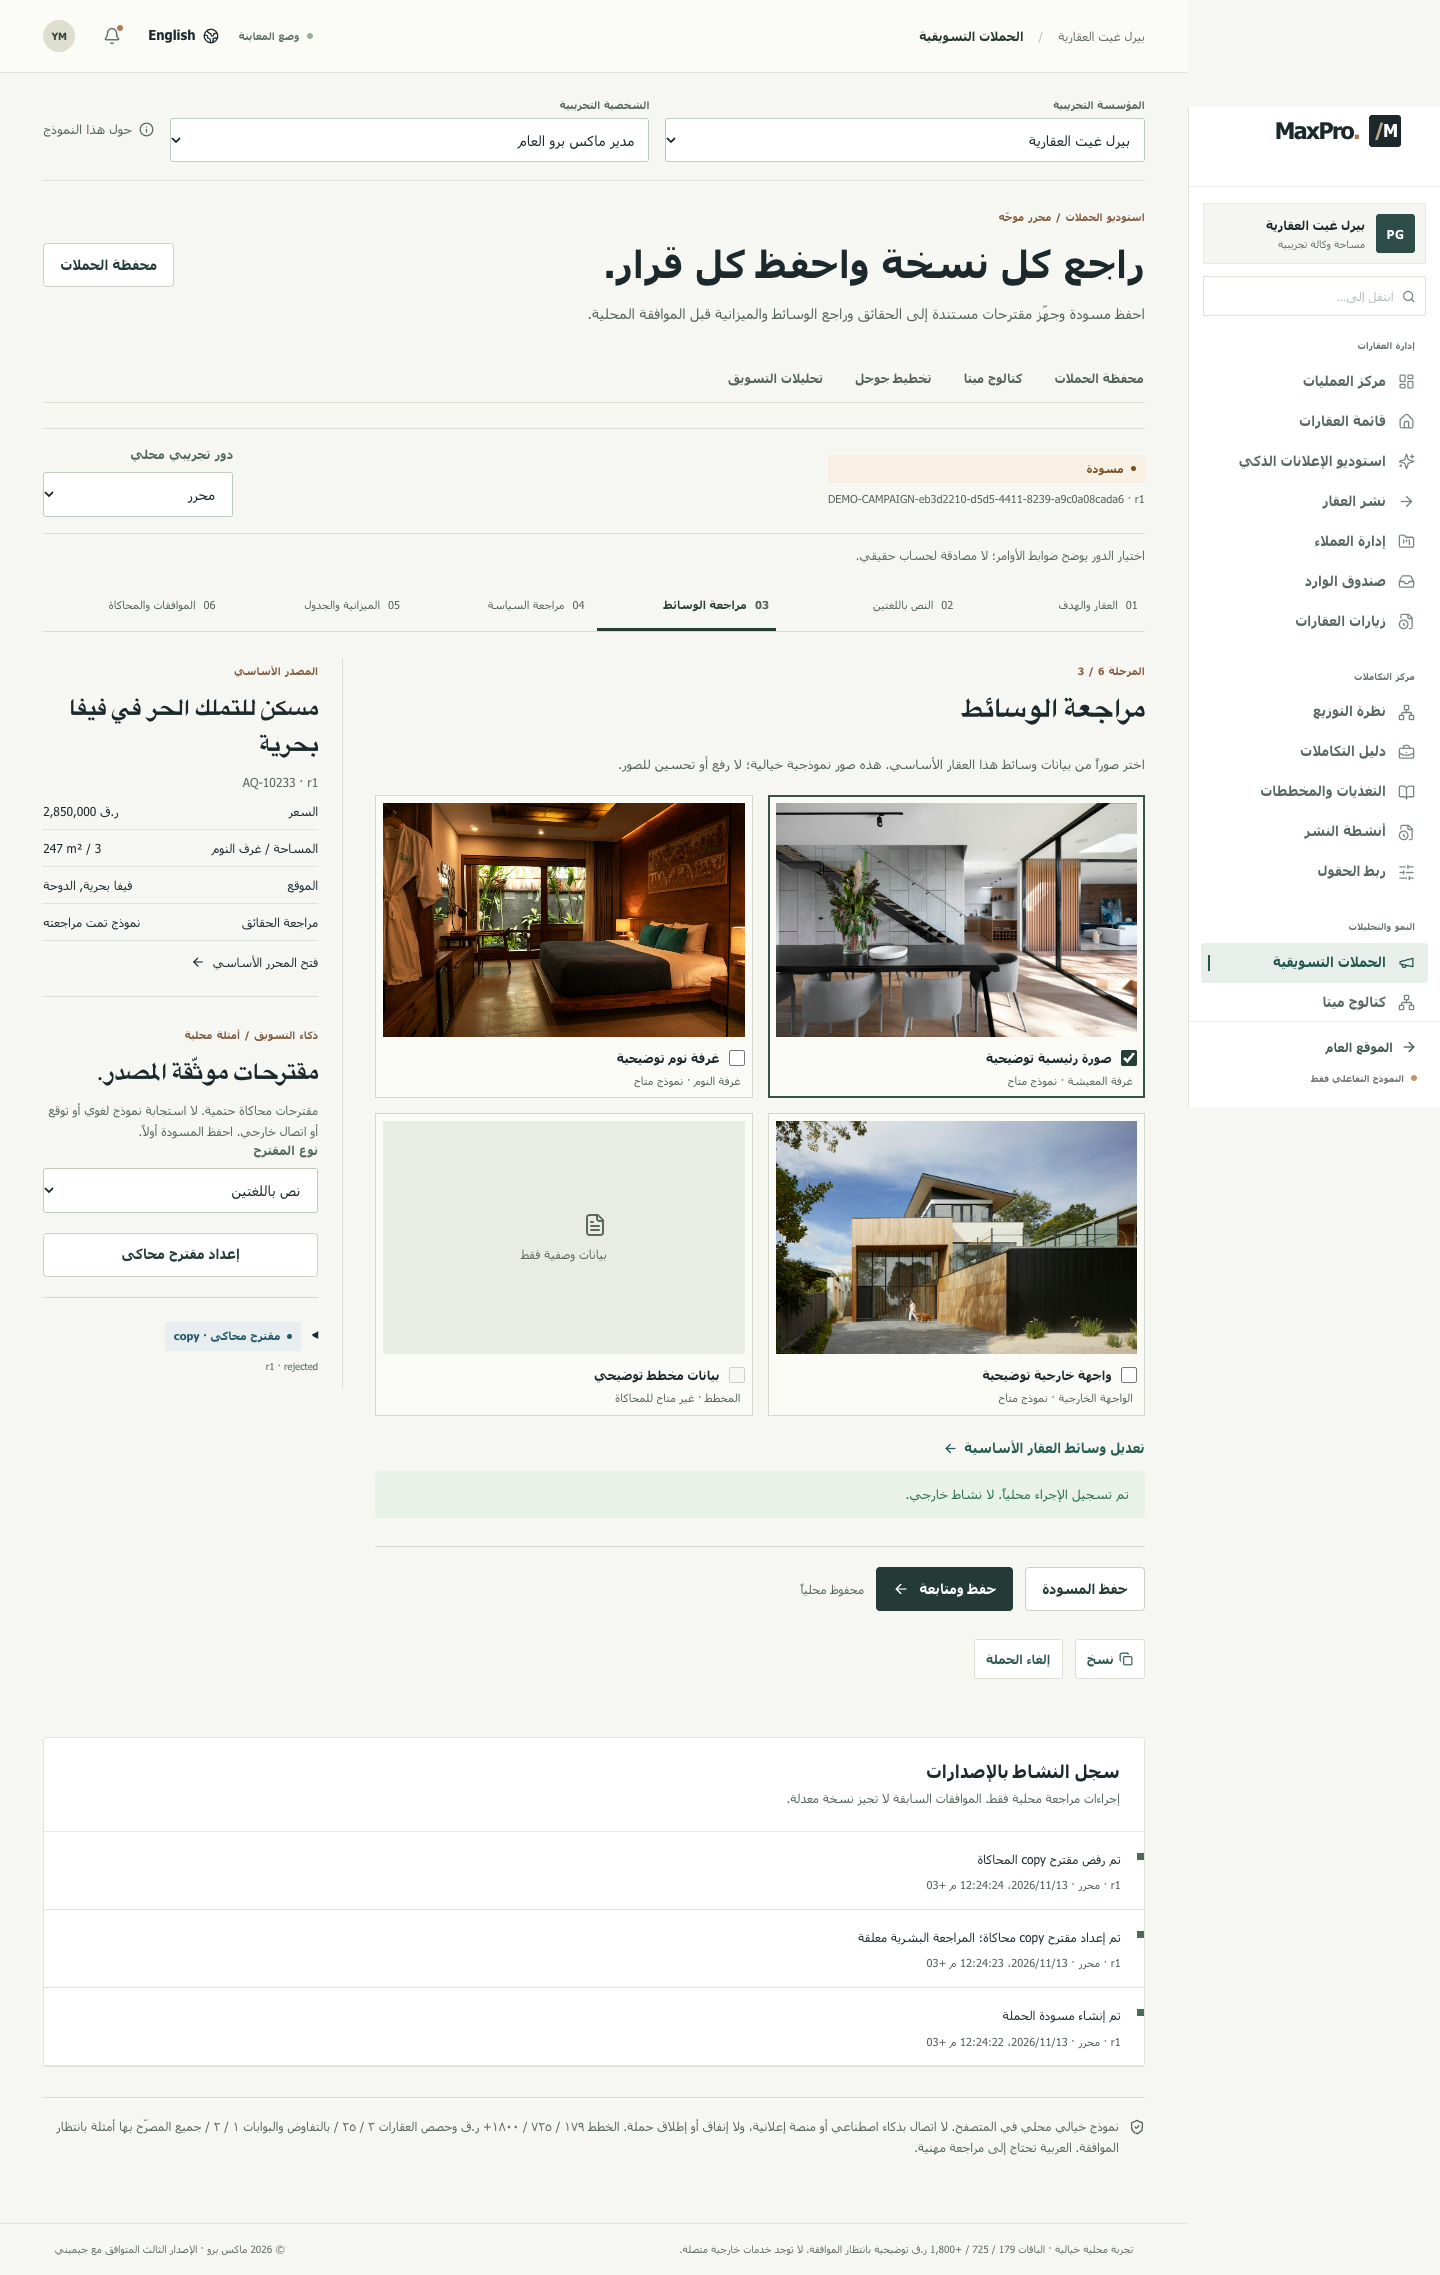 بيرل غيت العقارية / الحملات التسويقية
وضع المعاينة
English
YM
MaxPro. /M
PG
بيرل غيت العقارية
مساحة وكالة تجريبية
انتقل إلى...
إدارة العقارات
مركز العمليات
قائمة العقارات
استوديو الإعلانات الذكي
نشر العقار
إدارة العملاء
صندوق الوارد
زيارات العقارات
مركز التكاملات
نظرة التوزيع
دليل التكاملات
التغذيات والمخططات
أنشطة النشر
ربط الحقول
النمو والتحليلات
الحملات التسويقية
كتالوج ميتا
الموقع العام
النموذج التفاعلي فقط
المؤسسة التجريبية
بيرل غيت العقارية
الشخصية التجريبية
مدير ماكس برو العام
حول هذا النموذج
استوديو الحملات / محرر موجّه
راجع كل نسخة واحفظ كل قرار.
احفظ مسودة وجهّز مقترحات مستندة إلى الحقائق وراجع الوسائط والميزانية قبل الموافقة المحلية.
محفظة الحملات
محفظة الحملات
كتالوج ميتا
تخطيط جوجل
تحليلات التسويق
مسودة
DEMO-CAMPAIGN-eb3d2210-d5d5-4411-8239-a9c0a08cada6 · r1
دور تجريبي محلي
محرر
اختيار الدور يوضح ضوابط الأوامر؛ لا مصادقة لحساب حقيقي.
01 العقار والهدف
02 النص باللغتين
03 مراجعة الوسائط
04 مراجعة السياسة
05 الميزانية والجدول
06 الموافقات والمحاكاة
المرحلة 6 / 3
مراجعة الوسائط
اختر صوراً من بيانات وسائط هذا العقار الأساسي. هذه صور نموذجية خيالية؛ لا رفع أو تحسين للصور.
صورة رئيسية توضيحية
غرفة المعيشة · نموذج متاح
غرفة نوم توضيحية
غرفة النوم · نموذج متاح
واجهة خارجية توضيحية
الواجهة الخارجية · نموذج متاح
بيانات وصفية فقط
بيانات مخطط توضيحي
المخطط · غير متاح للمحاكاة
تعديل وسائط العقار الأساسية
تم تسجيل الإجراء محلياً. لا نشاط خارجي.
حفظ المسودة
حفظ ومتابعة
محفوظ محلياً
نسخ
إلغاء الحملة
المصدر الأساسي
مسكن للتملك الحر في فيفا
بحرية
AQ-10233 · r1
السعر
2,850,000 ر.ق
المساحة / غرف النوم
247 m² / 3
الموقع
فيفا بحرية, الدوحة
مراجعة الحقائق
نموذج تمت مراجعته
فتح المحرر الأساسي
ذكاء التسويق / أمثلة محلية
مقترحات موثّقة المصدر.
مقترحات محاكاة حتمية. لا استجابة نموذج لغوي أو توقع
أو اتصال خارجي. احفظ المسودة أولاً.
نوع المقترح
نص باللغتين
إعداد مقترح محاكى
مقترح محاكى · copy
r1 · rejected
سجل النشاط بالإصدارات
إجراءات مراجعة محلية فقط. الموافقات السابقة لا تجيز نسخة معدلة.
تم رفض مقترح copy المحاكاة
r1 · محرر · 2026/11/13، 12:24:24 م +03
تم إعداد مقترح copy محاكاة؛ المراجعة البشرية معلقة
r1 · محرر · 2026/11/13، 12:24:23 م +03
تم إنشاء مسودة الحملة
r1 · محرر · 2026/11/13، 12:24:22 م +03
نموذج خيالي محلي في المتصفح. لا اتصال بذكاء اصطناعي أو منصة إعلانية، ولا إنفاق أو إطلاق حملة. الخطط ١٧٩ / ٧٢٥ / ١٨٠٠+ ر.ق وحصص العقارات ٣ / ٢٥ / بالتفاوض والبوابات ١ / ٢ / جميع المصرّح بها أمثلة بانتظار
الموافقة. العربية تحتاج إلى مراجعة مهنية.
تجربة محلية خيالية · الباقات 179 / 725 / +1,800 ر.ق توضيحية بانتظار الموافقة. لا توجد خدمات خارجية متصلة.
© 2026 ماكس برو · الإصدار الثالث المتوافق مع جيميني